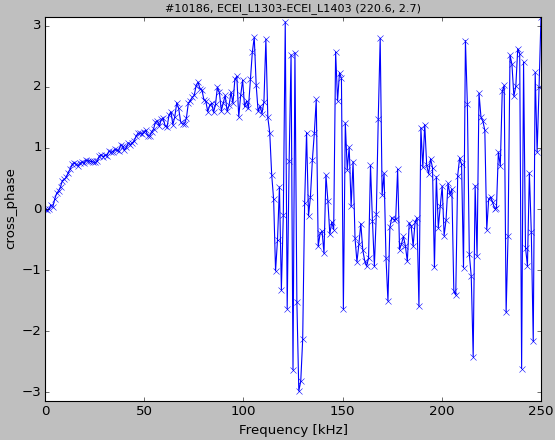 #10186, ECEI_L1303-ECEI_L1403 (220.6, 2.7)
cross_phase
3
2
1
0
−1
−2
−3
0 50 100 150 200 250
Frequency [kHz]